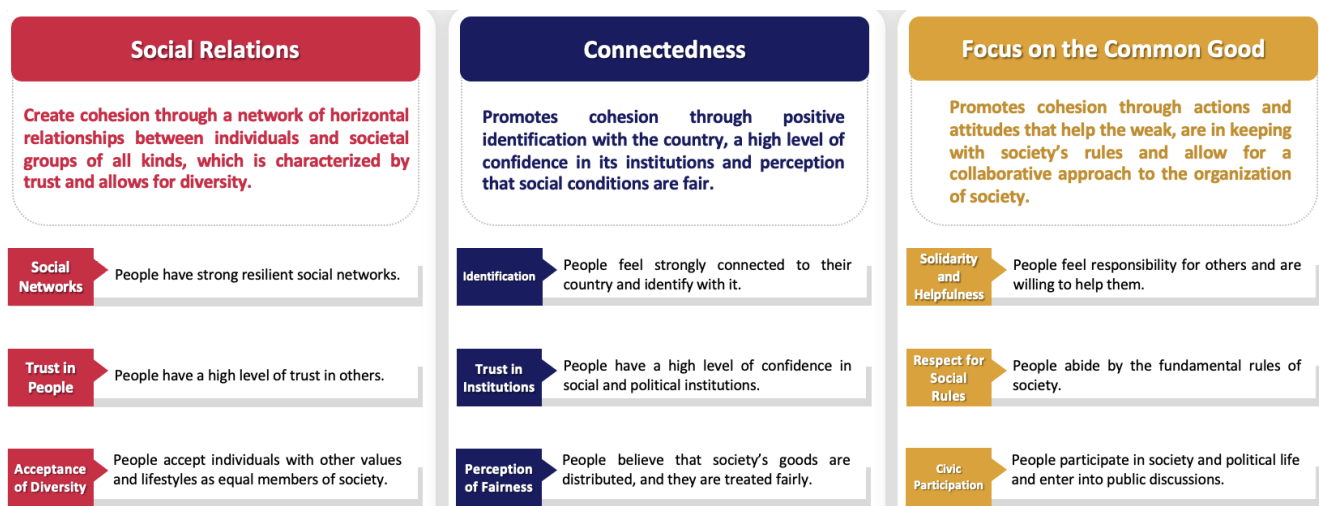 Social Relations
Create cohesion through a network of horizontal
relationships between individuals and societal
groups of all kinds, which is characterized by
trust and allows for diversity.
Social
Networks
People have strong resilient social networks.
Trust in
People
People have a high level of trust in others.
Acceptance
of Diversity
People accept individuals with other values
and lifestyles as equal members of society.
Connectedness
Promotes cohesion through positive
identification with the country, a high level of
confidence in its institutions and perception
that social conditions are fair.
Identification
People feel strongly connected to their
country and identify with it.
Trust in
Institutions
People have a high level of confidence in
social and political institutions.
Perception
of Fairness
People believe that society's goods are
distributed, and they are treated fairly.
Focus on the Common Good
Promotes cohesion through actions and
attitudes that help the weak, are in keeping
with society's rules and allow for a
collaborative approach to the organization
of society.
Solidarity
and
Helpfulness
People feel responsibility for others and are
willing to help them.
Respect for
Social
Rules
People abide by the fundamental rules of
society.
Civic
Participation
People participate in society and political life
and enter into public discussions.